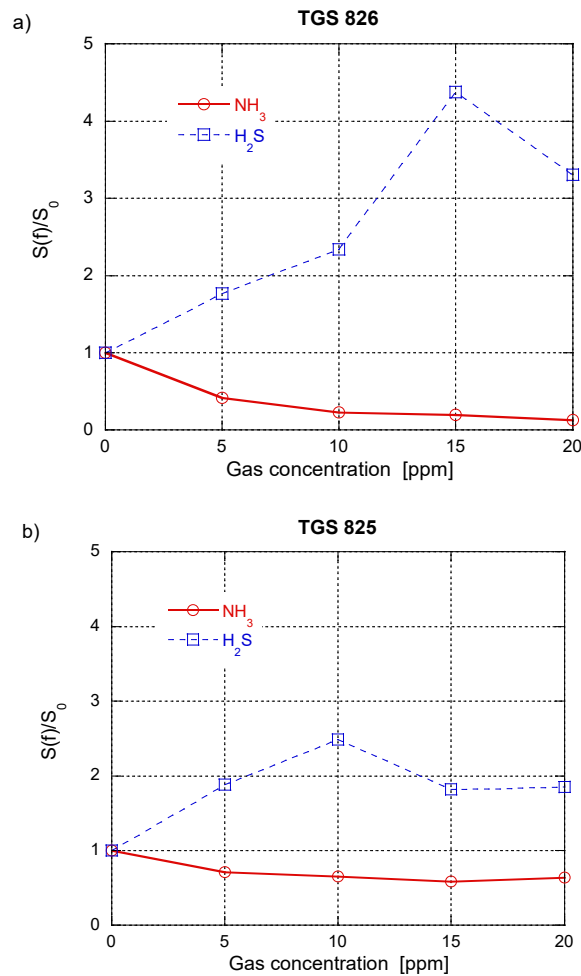 a)
TGS 826
5
4
3
2
1
0
NH3
H2S
S(f)/S0
0 5 10 15 20
Gas concentration [ppm]
b)
TGS 825
5
4
3
2
1
0
NH3
H2S
S(f)/S0
0 5 10 15 20
Gas concentration [ppm]